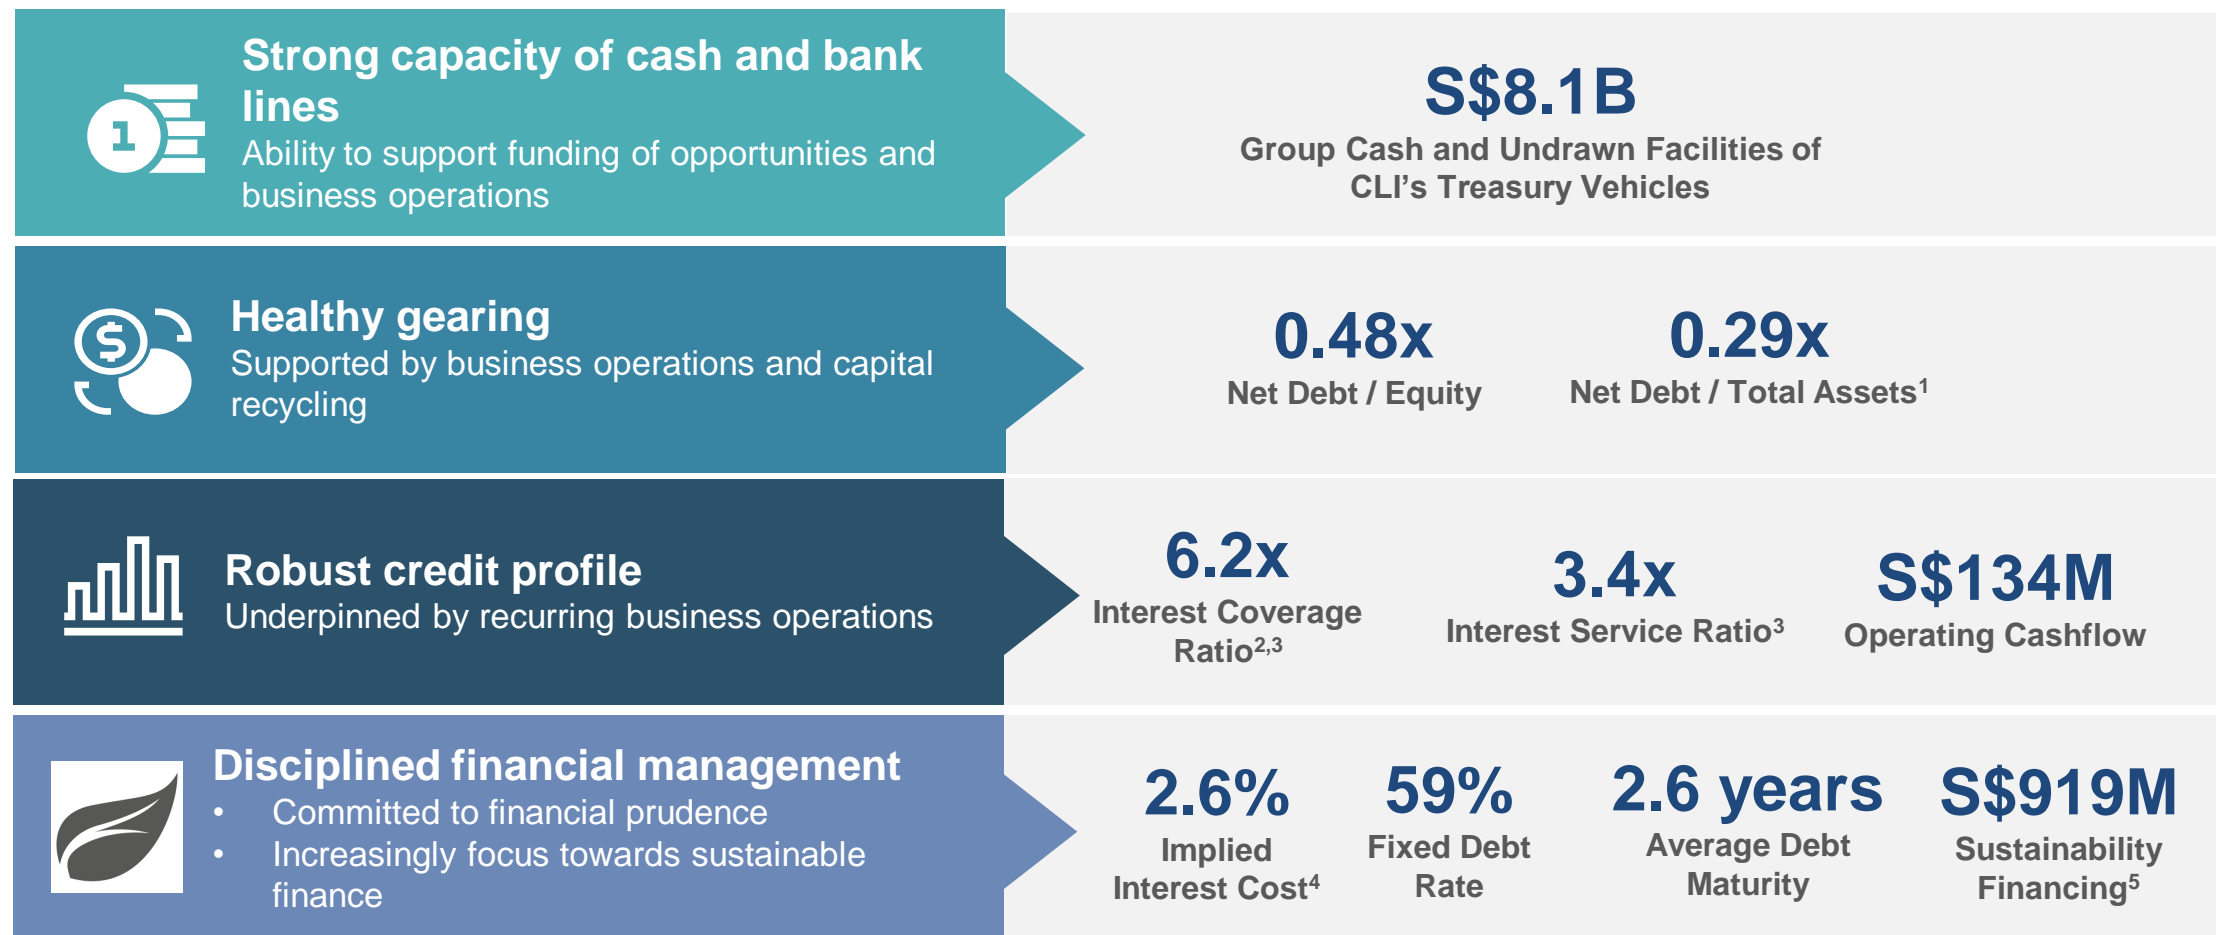 Strong capacity of cash and bank
lines
Ability to support funding of opportunities and
business operations
1
S$8.1B
Group Cash and Undrawn Facilities of
CLI’s Treasury Vehicles
Healthy gearing
Supported by business operations and capital
recycling
$
0.48x
Net Debt / Equity
0.29x
Net Debt / Total Assets¹
Robust credit profile
Underpinned by recurring business operations
6.2x
Interest Coverage
Ratio²,³
3.4x
Interest Service Ratio³
S$134M
Operating Cashflow
Disciplined financial management
• Committed to financial prudence
• Increasingly focus towards sustainable
finance
2.6%
Implied
Interest Cost⁴
59%
Fixed Debt
Rate
2.6 years
Average Debt
Maturity
S$919M
Sustainability
Financing⁵